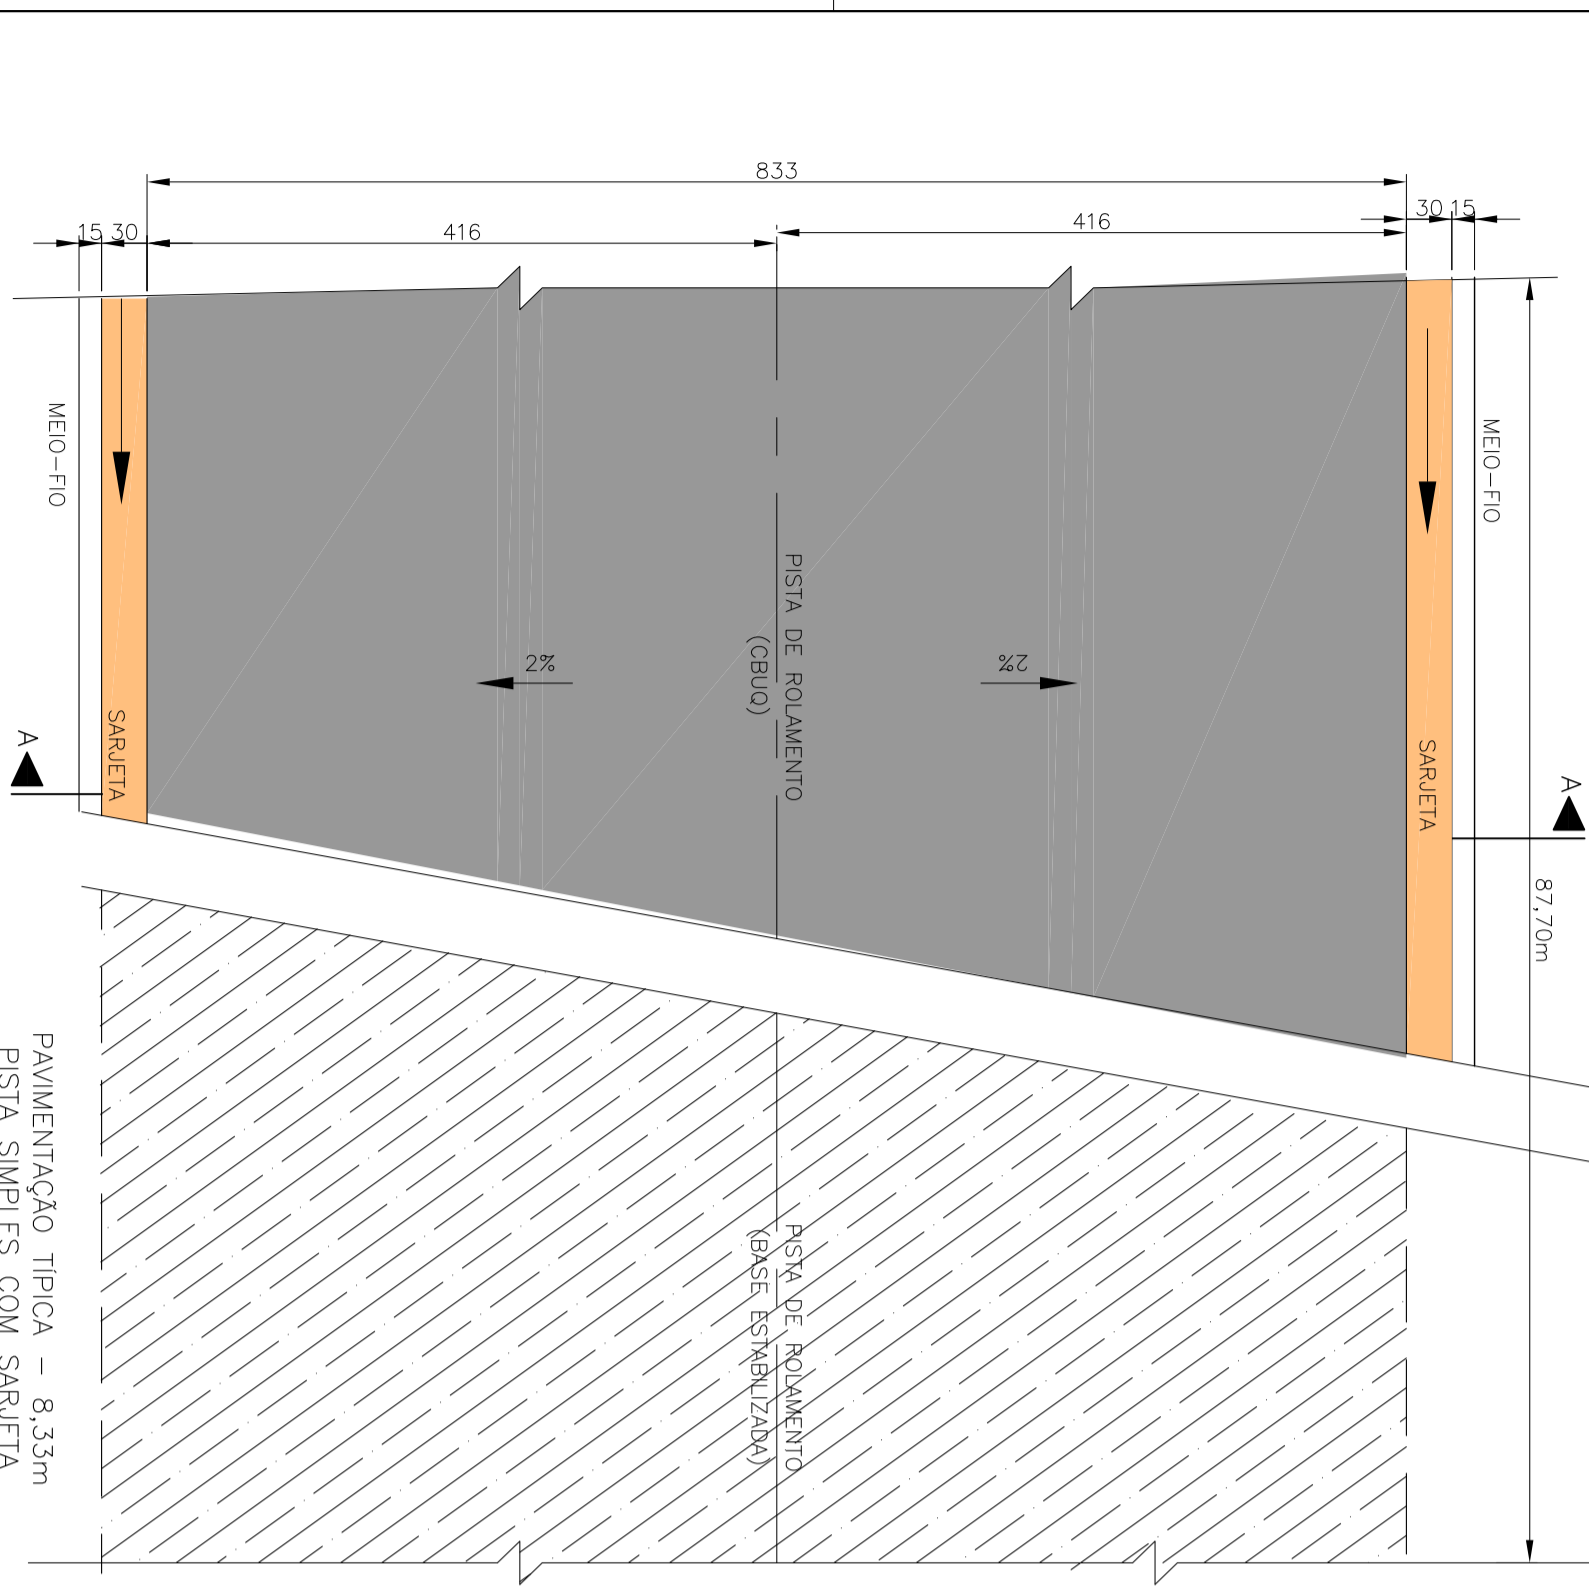 833
15
30
416
416
30
15
MEIO-FIO
MEIO-FIO
PISTA DE ROLAMENTO
(CBUQ)
2%
2%
SARJETA
SARJETA
A
A
87,70m
PISTA DE ROLAMENTO
(BASE ESTABILIZADA)
PAVIMENTAÇÃO TÍPICA - 8,33m
PISTA SIMPLES COM SARJETA